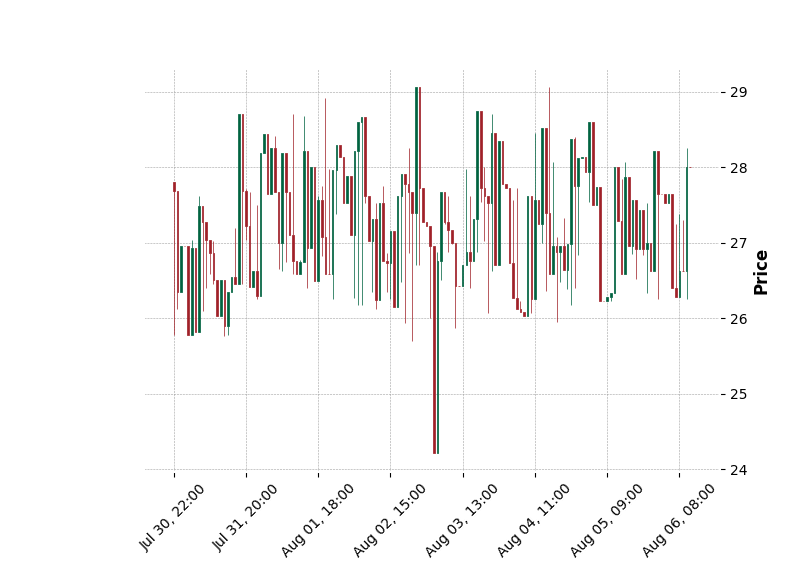 29
28
27
26
25
24
Price
Jul 30, 22:00
Jul 31, 20:00
Aug 01, 18:00
Aug 02, 15:00
Aug 03, 13:00
Aug 04, 11:00
Aug 05, 09:00
Aug 06, 08:00